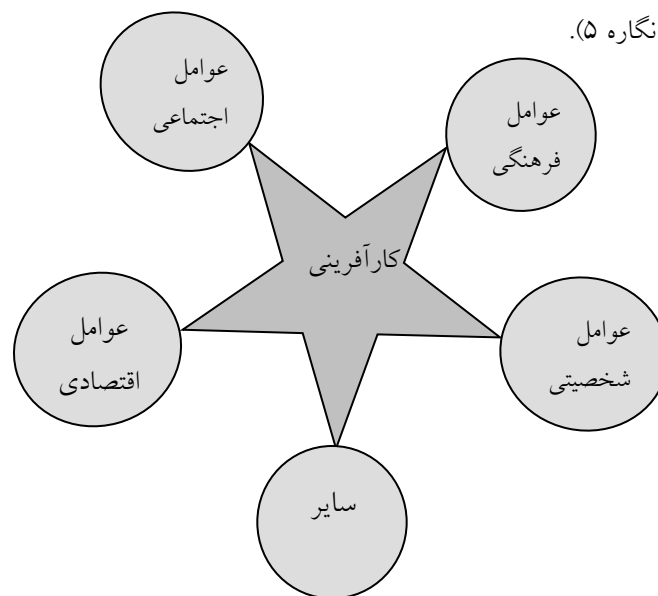 نگاره ۵).
عوامل
اجتماعی
عوامل
فرهنگی
کارآفرینی
عوامل
اقتصادی
عوامل
شخصیتی
سایر